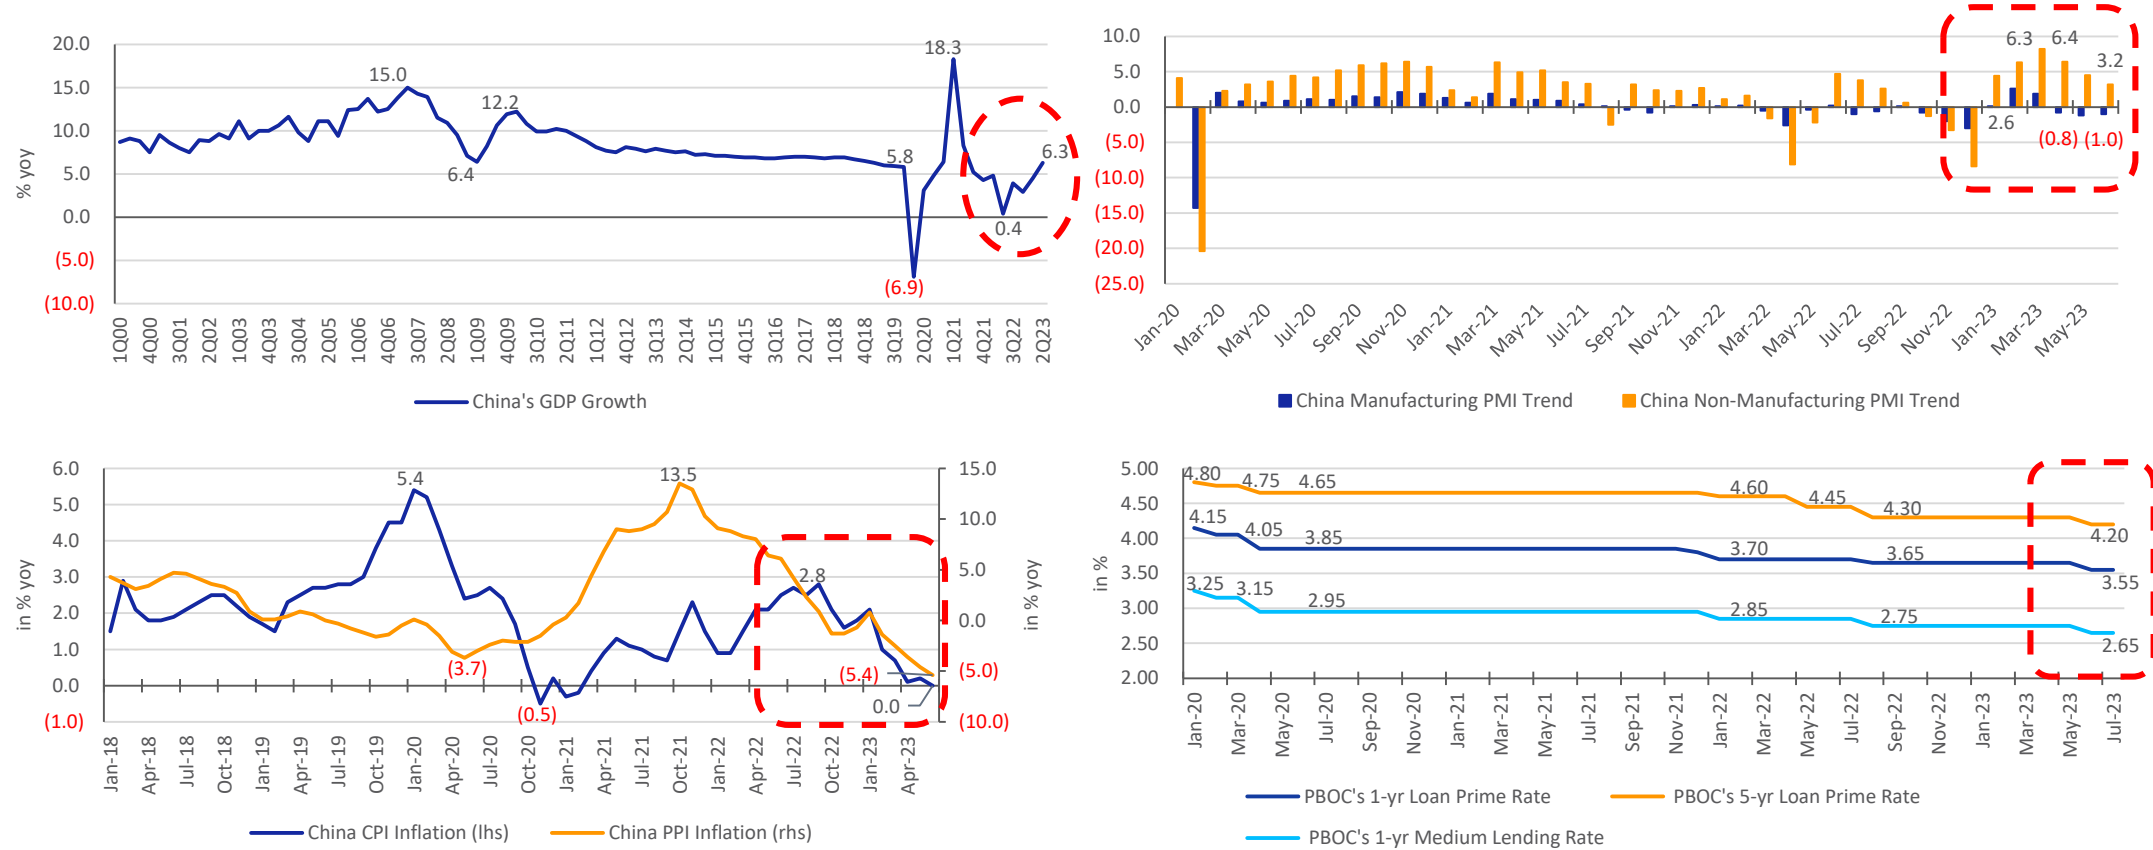 20.0
15.0
10.0
5.0
0.0
(5.0)
(10.0)
% yoy
15.0
6.4
12.2
5.8
(6.9)
18.3
0.4
6.3
1Q00
4Q00
3Q01
2Q02
1Q03
4Q03
3Q04
2Q05
1Q06
4Q06
3Q07
2Q08
1Q09
4Q09
3Q10
2Q11
1Q12
4Q12
3Q13
2Q14
1Q15
4Q15
3Q16
2Q17
1Q18
4Q18
3Q19
2Q20
1Q21
4Q21
3Q22
2Q23
China's GDP Growth
10.0
5.0
0.0
(5.0)
(10.0)
(15.0)
(20.0)
(25.0)
6.3
6.4
3.2
2.6
(0.8)
(1.0)
Jan-20
Mar-20
May-20
Jul-20
Sep-20
Nov-20
Jan-21
Mar-21
May-21
Jul-21
Sep-21
Nov-21
Jan-22
Mar-22
May-22
Jul-22
Sep-22
Nov-22
Jan-23
Mar-23
May-23
China Manufacturing PMI Trend
China Non-Manufacturing PMI Trend
6.0
5.0
4.0
3.0
2.0
1.0
0.0
(1.0)
in % yoy
5.4
13.5
(3.7)
(0.5)
2.8
(5.4)
0.0
15.0
10.0
5.0
0.0
(5.0)
(10.0)
in % yoy
Jan-18
Apr-18
Jul-18
Oct-18
Jan-19
Apr-19
Jul-19
Oct-19
Jan-20
Apr-20
Jul-20
Oct-20
Jan-21
Apr-21
Jul-21
Oct-21
Jan-22
Apr-22
Jul-22
Oct-22
Jan-23
Apr-23
China CPI Inflation (lhs)
China PPI Inflation (rhs)
5.00
4.50
4.00
3.50
3.00
2.50
2.00
in %
4.80
4.75
4.65
4.60
4.45
4.30
4.20
4.15
4.05
3.85
3.70
3.65
3.55
3.25
3.15
2.95
2.85
2.75
2.65
Jan-20
Mar-20
May-20
Jul-20
Sep-20
Nov-20
Jan-21
Mar-21
May-21
Jul-21
Sep-21
Nov-21
Jan-22
Mar-22
May-22
Jul-22
Sep-22
Nov-22
Jan-23
Mar-23
May-23
Jul-23
PBOC's 1-yr Loan Prime Rate
PBOC's 5-yr Loan Prime Rate
PBOC's 1-yr Medium Lending Rate